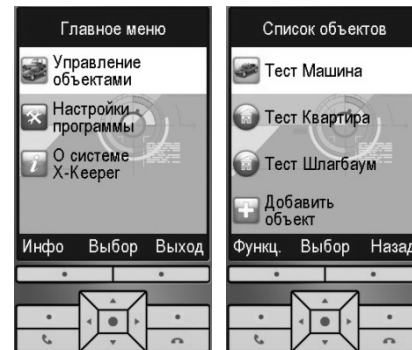 Главное меню
Управление
объектами
Настройки
программы
О системе
X-Keeper
Инфо Выбор Выход
Список объектов
Тест Машина
Тест Квартира
Тест Шлагбаум
Добавить
объект
Функц. Выбор Назад